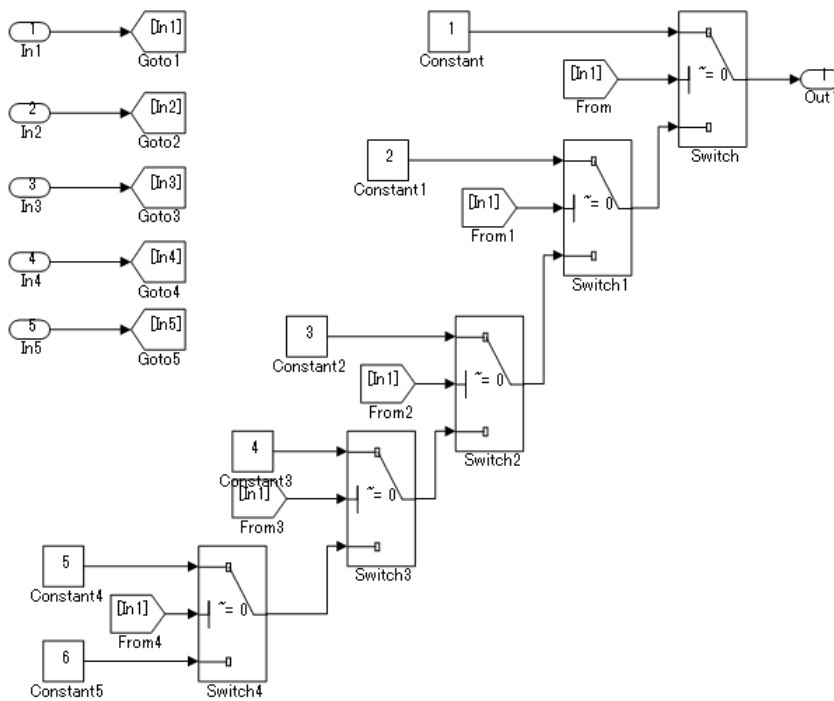 1
In1
[In1]
Goto1
2
In2
[In2]
Goto2
3
In3
[In3]
Goto3
4
In4
[In4]
Goto4
5
In5
[In5]
Goto5
1
Constant
[In1]
From
~= 0
Switch
1
Out1
2
Constant1
[In1]
From1
~= 0
Switch1
3
Constant2
[In1]
From2
~= 0
Switch2
4
Constant3
[In1]
From3
~= 0
Switch3
5
Constant4
[In1]
From4
~= 0
6
Constant5
Switch4